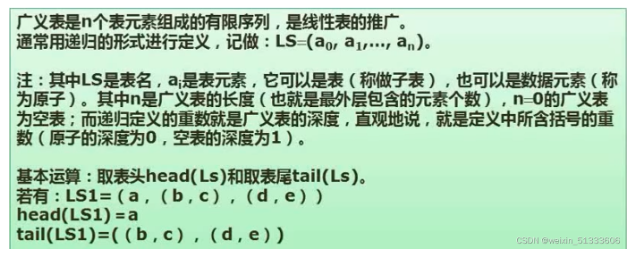 广义表是n个表元素组成的有限序列，是线性表的推广。
通常用递归的形式进行定义，记做：LS=(a₀, a₁,..., aₙ)。
注：其中LS是表名，aᵢ是表元素，它可以是表（称做子表），也可以是数据元素（称
为原子）。其中n是广义表的长度（也就是最外层包含的元素个数），n=0的广义表
为空表；而递归定义的重数就是广义表的深度，直观地说，就是定义中所含括号的重
数（原子的深度为0，空表的深度为1）。
基本运算：取表头head(Ls)和取表尾tail(Ls)。
若有：LS1=（a，（b，c），（d，e））
head(LS1)=a
tail(LS1)=(（b，c），（d，e）)
CSDN @weixin_51333606